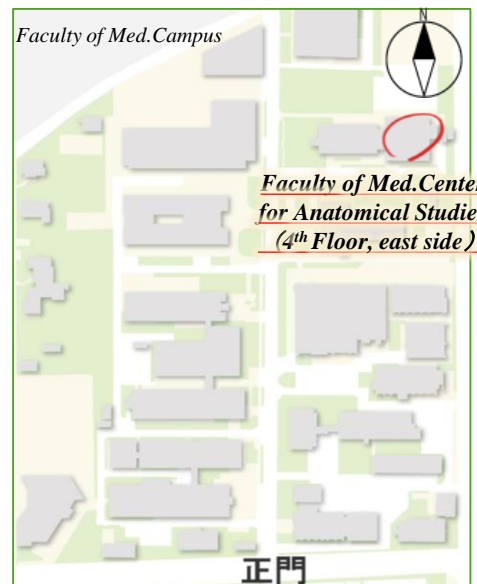 N
Faculty of Med.Campus
Faculty of Med.Center
for Anatomical Studie
(4th Floor, east side)
正門